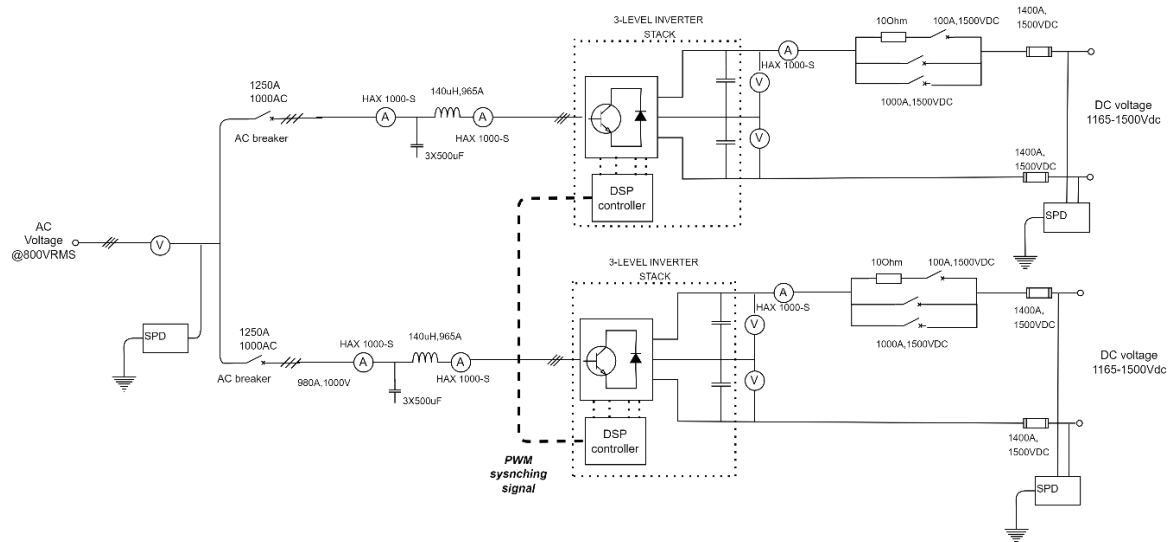 3-LEVEL INVERTER
STACK
10Ohm
100A,1500VDC
1400A,
1500VDC
A
HAX 1000-S
V
1000A,1500VDC
DC voltage
1165-1500Vdc
1250A
1000AC
AC breaker
HAX 1000-S
A
140uH,965A
A
HAX 1000-S
3X500uF
V
1400A,
1500VDC
DSP
controller
SPD
AC
Voltage
@800VRMS
V
3-LEVEL INVERTER
STACK
10Ohm
100A,1500VDC
A
HAX 1000-S
1400A,
1500VDC
V
1000A,1500VDC
DC voltage
1165-1500Vdc
SPD
1250A
1000AC
AC breaker
HAX 1000-S
A
980A,1000V
140uH,965A
A
HAX 1000-S
3X500uF
V
DSP
controller
1400A,
1500VDC
PWM
sysnching
signal
SPD